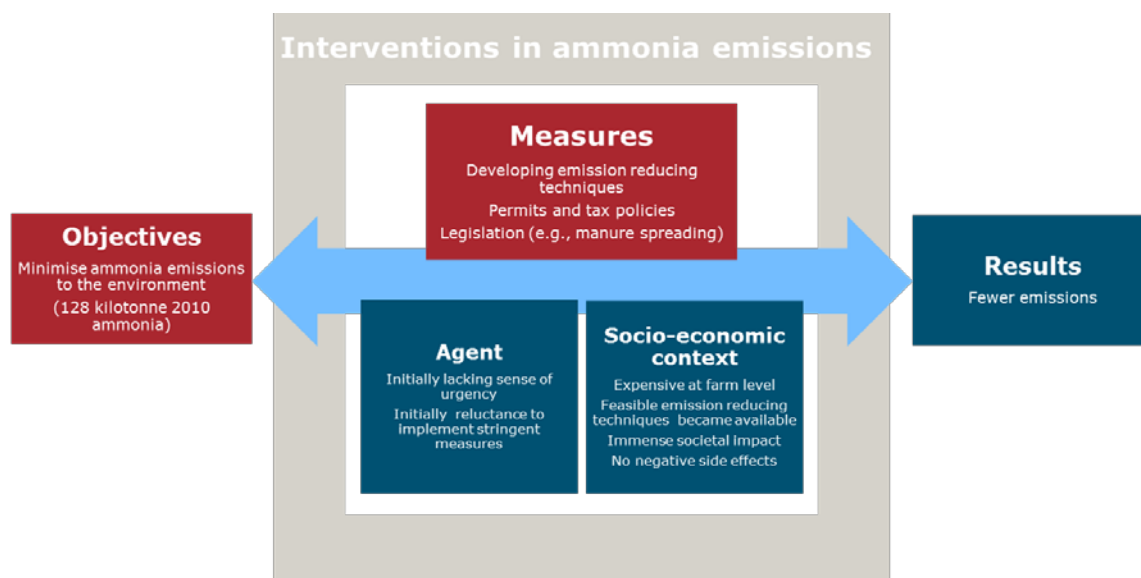 Interventions in ammonia emissions
Measures
Developing emission reducing
techniques
Permits and tax policies
Legislation (e.g., manure spreading)
Objectives
Minimise ammonia emissions
to the environment
(128 kilotonne 2010
ammonia)
Results
Fewer emissions
Agent
Initially lacking sense of
urgency
Initially reluctance to
implement stringent
measures
Socio-economic
context
Expensive at farm level
Feasible emission reducing
techniques became available
Immense societal impact
No negative side effects